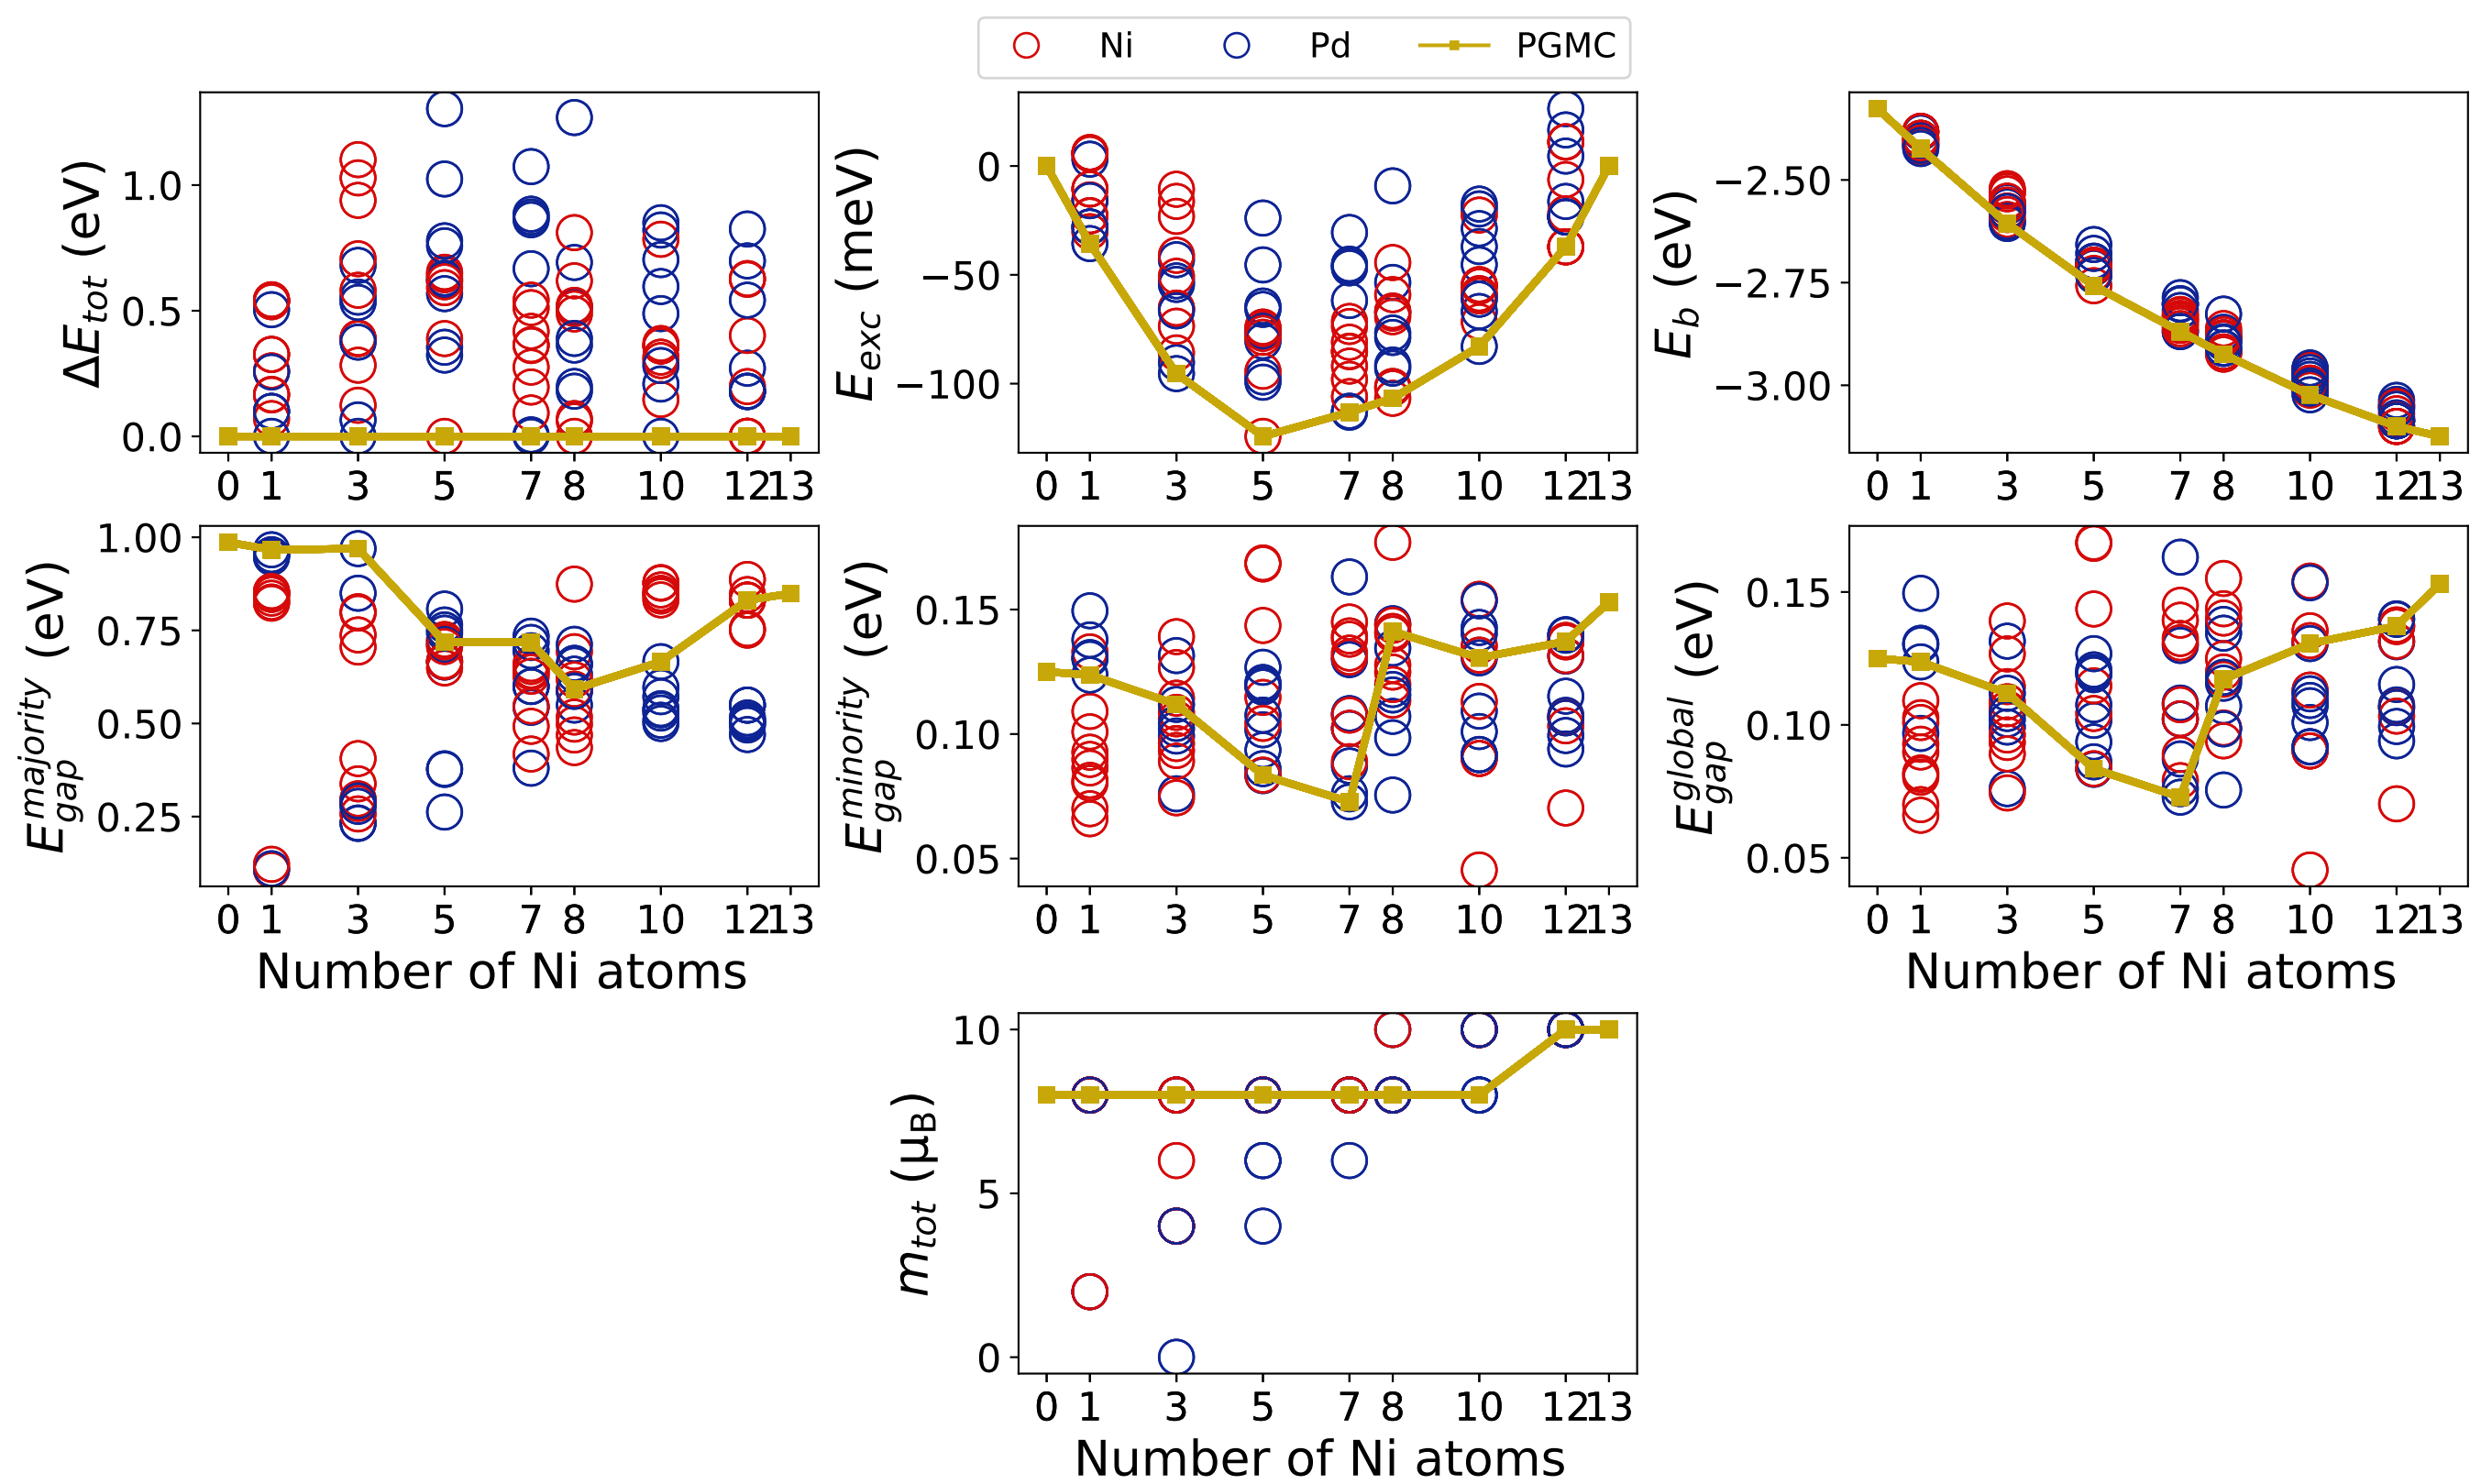 Ni Pd PGMC
ΔE_tot (eV)
1.0
0.5
0.0
0 1 3 5 7 8 10 12 13
E_exc (meV)
0
−50
−100
0 1 3 5 7 8 10 12 13
E_b (eV)
−2.50
−2.75
−3.00
0 1 3 5 7 8 10 12 13
E_gap^majority (eV)
1.00
0.75
0.50
0.25
0 1 3 5 7 8 10 12 13
Number of Ni atoms
E_gap^minority (eV)
0.15
0.10
0.05
0 1 3 5 7 8 10 12 13
E_gap^global (eV)
0.15
0.10
0.05
0 1 3 5 7 8 10 12 13
Number of Ni atoms
m_tot (μ_B)
10
5
0
0 1 3 5 7 8 10 12 13
Number of Ni atoms